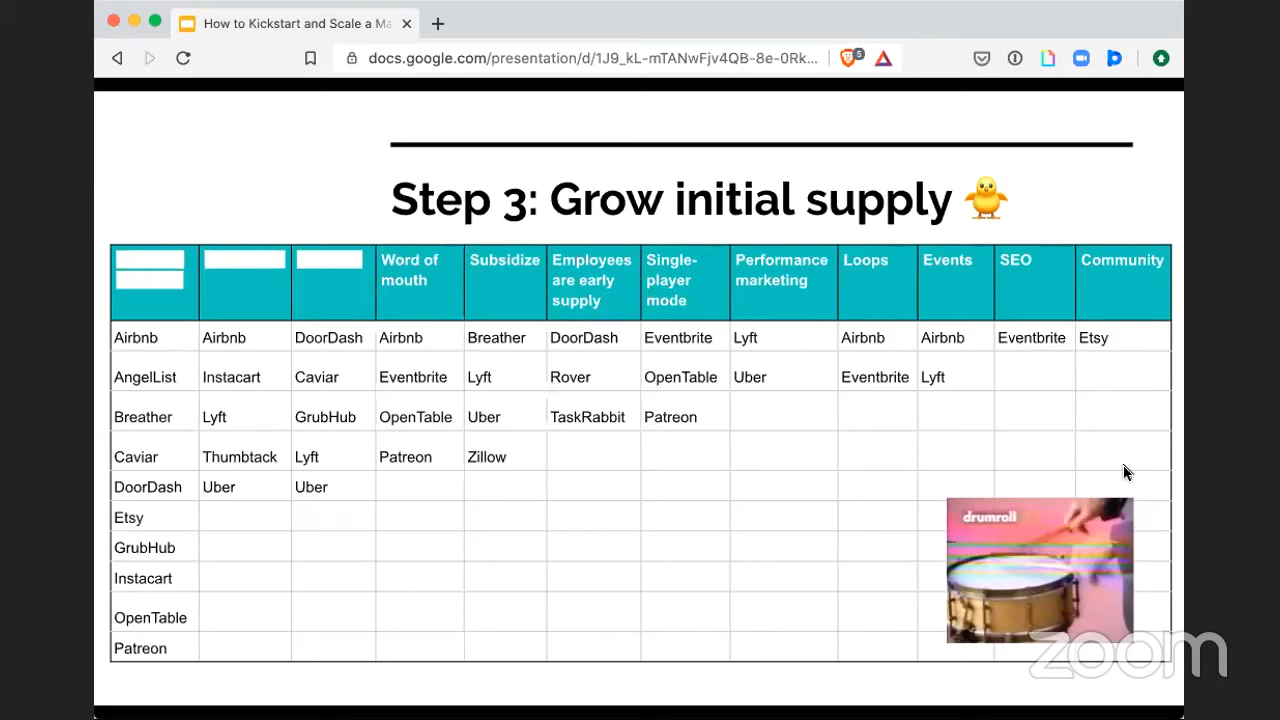 How to Kickstart and Scale a Ma
docs.google.com/presentation/d/1J9_kL-mTANwFjv4QB-8e-0Rk...
5
Step 3: Grow initial supply 🐥
Word of mouth Subsidize Employees are early supply Single-player mode Performance marketing Loops Events SEO Community
Airbnb Airbnb DoorDash Airbnb Breather DoorDash Eventbrite Lyft Airbnb Airbnb Eventbrite Etsy
AngelList Instacart Caviar Eventbrite Lyft Rover OpenTable Uber Eventbrite Lyft
Breather Lyft GrubHub OpenTable Uber TaskRabbit Patreon
Caviar Thumbtack Lyft Patreon Zillow
DoorDash Uber Uber
Etsy
GrubHub
Instacart
OpenTable
Patreon
drumroll
zoom